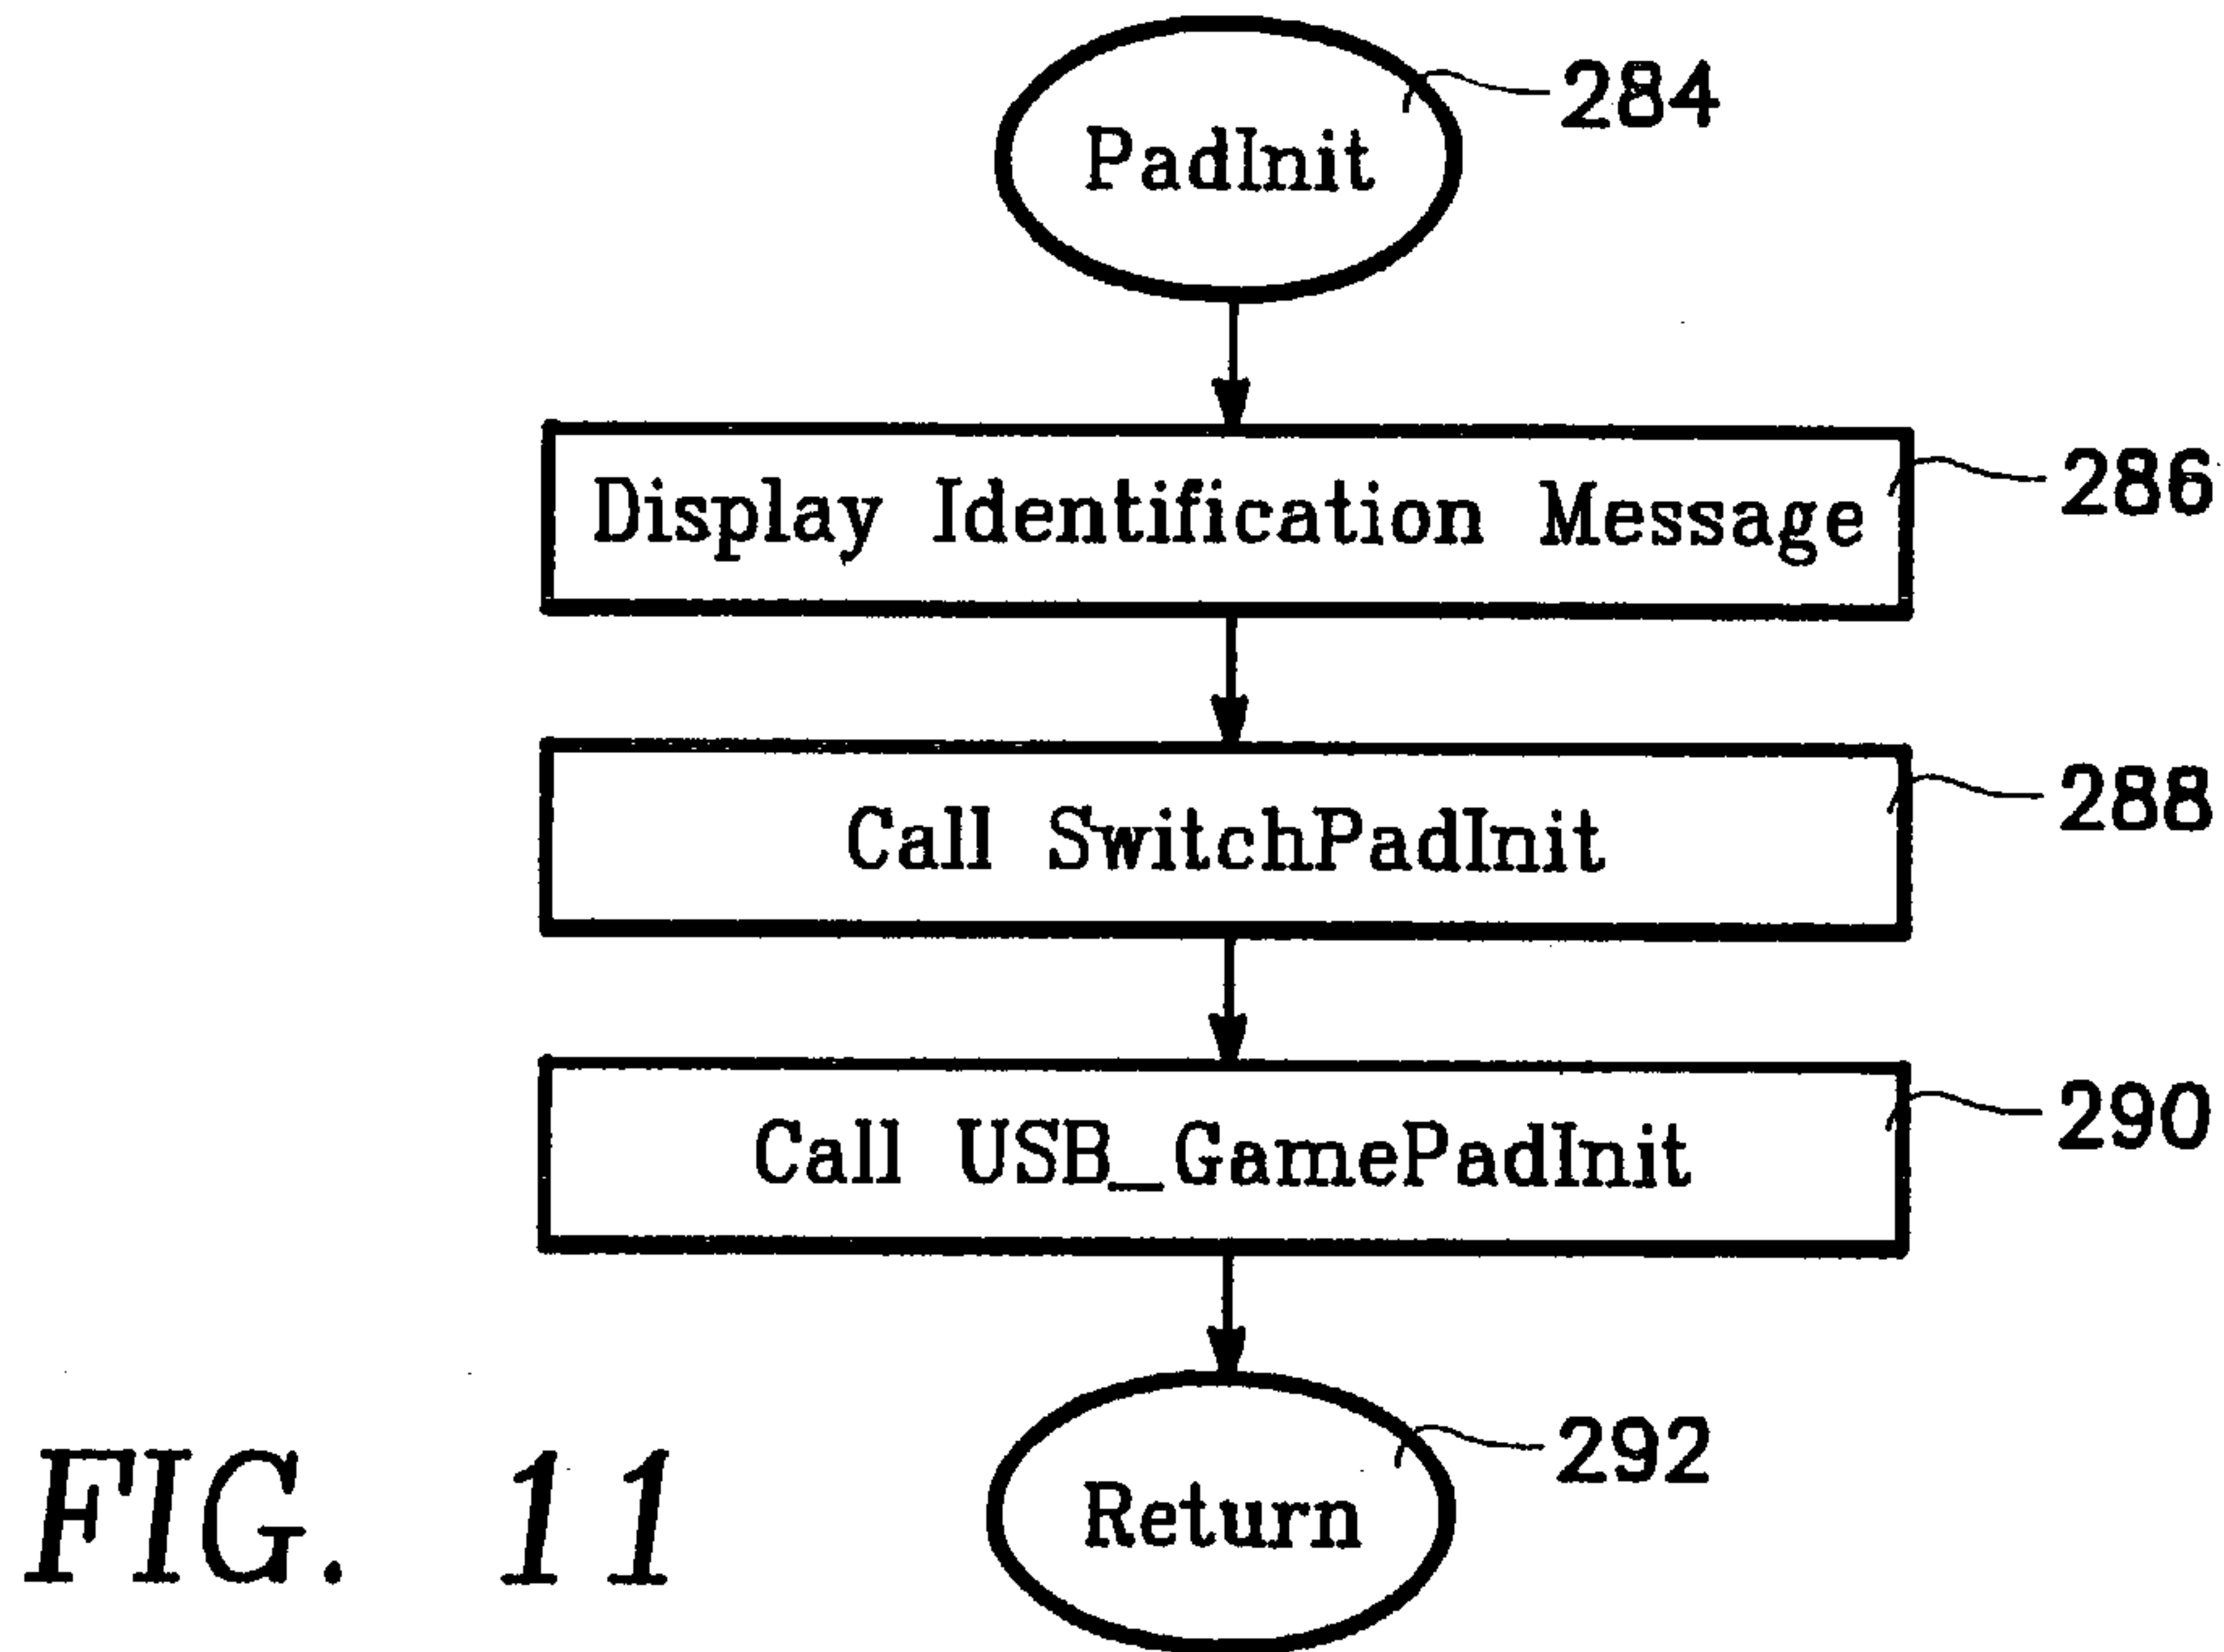 PadInit
284
Display Identification Message
286
Call SwitchPadInit
288
Call USB_GamePadInit
290
Return
292
FIG. 11